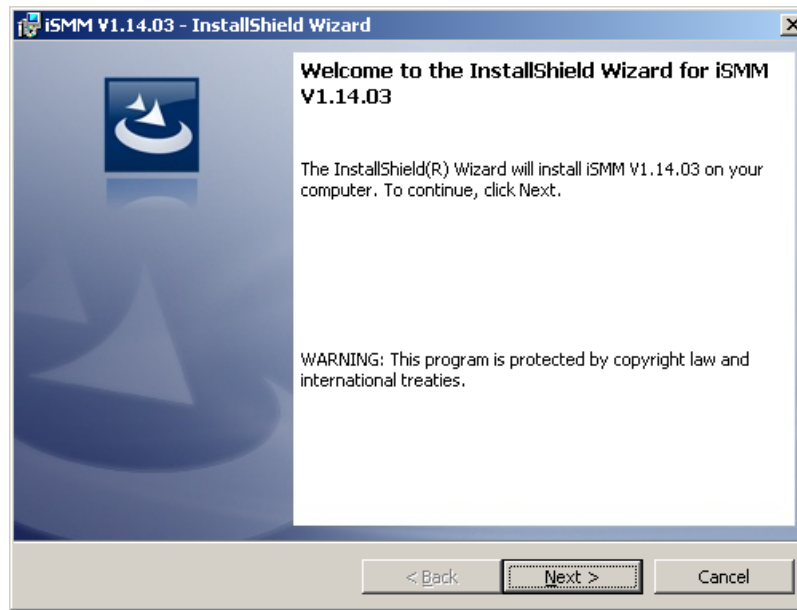 iSMM V1.14.03 - InstallShield Wizard
Welcome to the InstallShield Wizard for iSMM
V1.14.03
The InstallShield(R) Wizard will install iSMM V1.14.03 on your
computer. To continue, click Next.
WARNING: This program is protected by copyright law and
international treaties.
< Back
Next >
Cancel